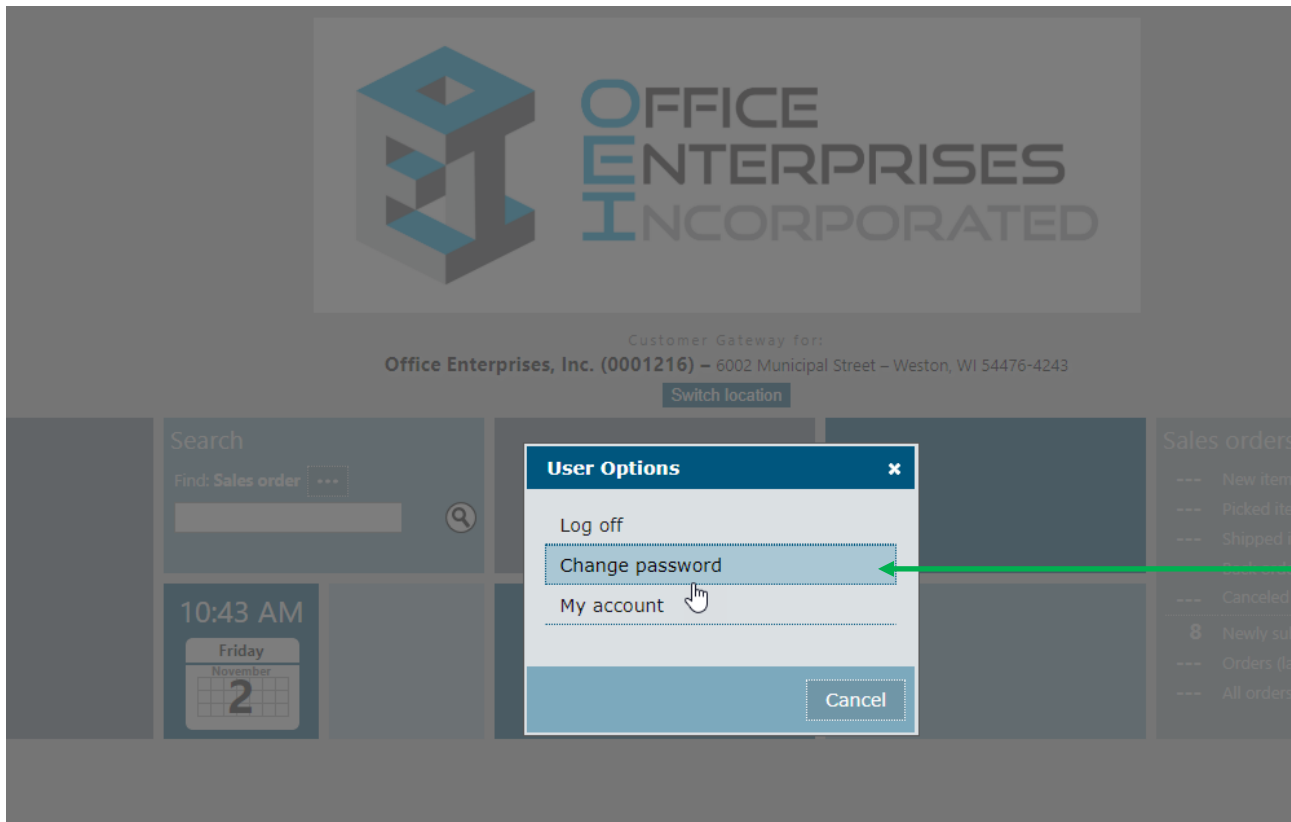 OFFICE
ENTERPRISES
INCORPORATED
Customer Gateway for:
Office Enterprises, Inc. (0001216) – 6002 Municipal Street – Weston, WI 54476-4243
Switch location
Search
Find: Sales order ...
10:43 AM
Friday
November
2
User Options ×
Log off
Change password
My account
Cancel
Sales orders
--- New item
--- Picked ite
--- Shipped i
---
--- Canceled
8 Newly su
--- Orders (la
--- All orders